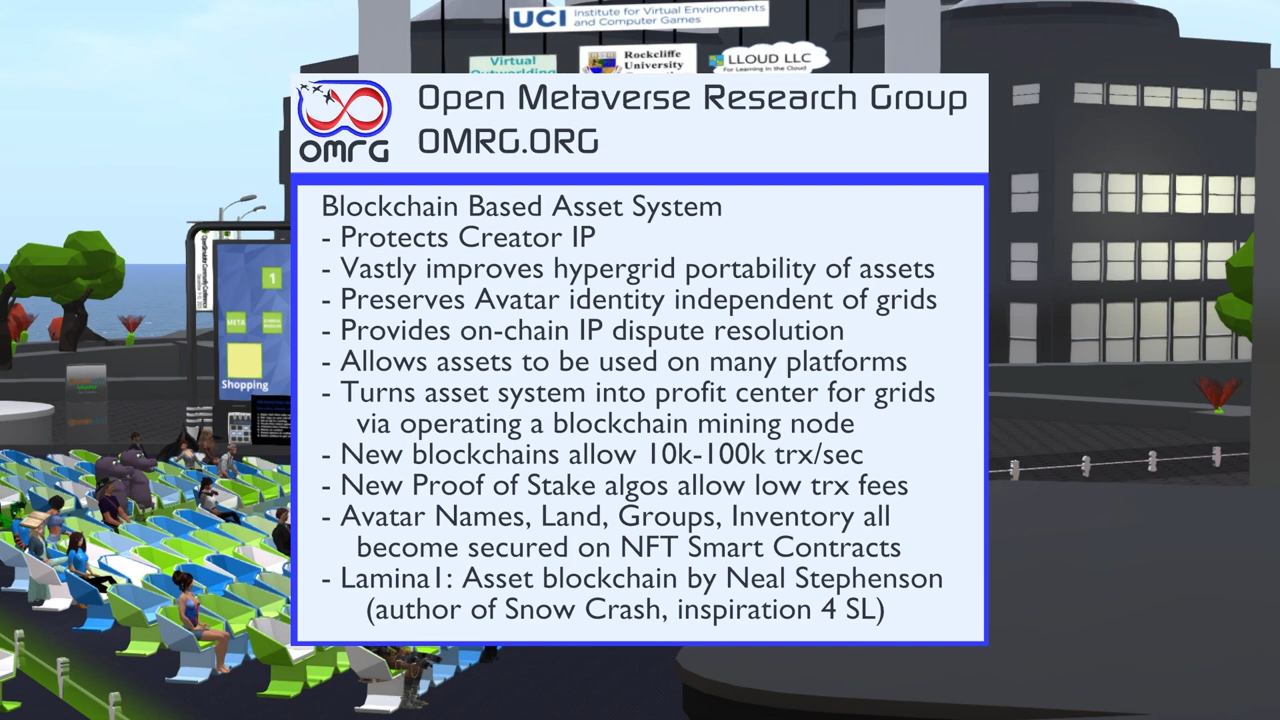 UCI Institute for Virtual Environments
and Computer Games
Virtual
Outworlding
Rockcliffe
University
LLOUD LLC
For Learning in the Cloud
omrg
Open Metaverse Research Group
OMRG.ORG
Blockchain Based Asset System
- Protects Creator IP
- Vastly improves hypergrid portability of assets
- Preserves Avatar identity independent of grids
- Provides on-chain IP dispute resolution
- Allows assets to be used on many platforms
- Turns asset system into profit center for grids
via operating a blockchain mining node
- New blockchains allow 10k-100k trx/sec
- New Proof of Stake algos allow low trx fees
- Avatar Names, Land, Groups, Inventory all
become secured on NFT Smart Contracts
- Lamina1: Asset blockchain by Neal Stephenson
(author of Snow Crash, inspiration 4 SL)
OpenSimulator Community Conference
1
META
Shopping